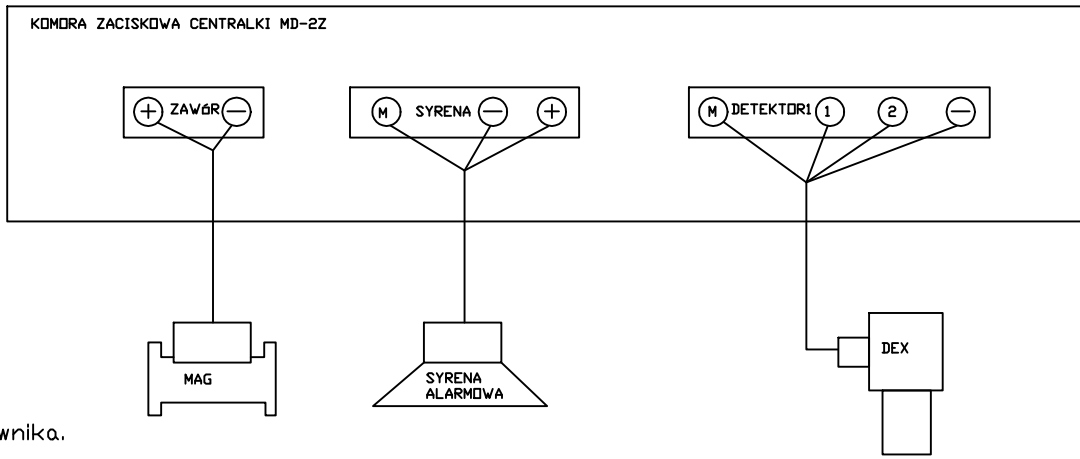 KOMORA ZACISKOWA CENTRALKI MD-2Z
+ ZAWóR −
M SYRENA − +
M DETEKTOR1 1 2 −
MAG
SYRENA
ALARMOWA
DEX
wnika.